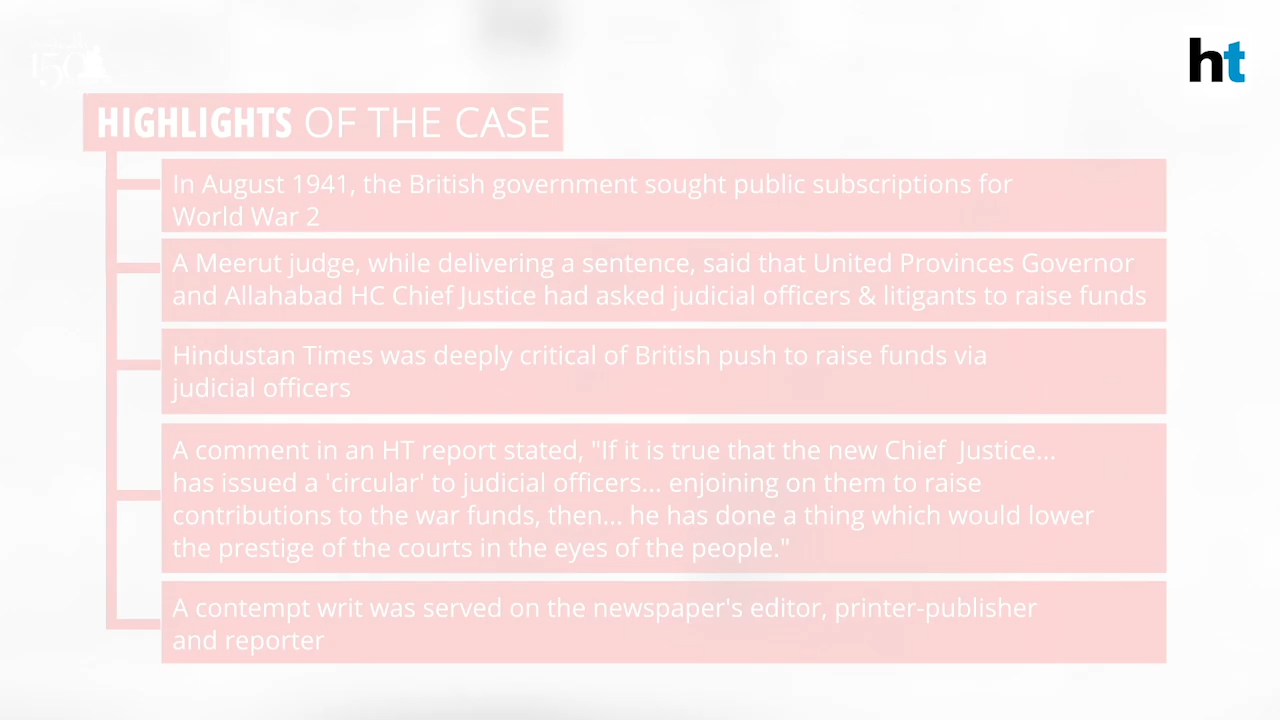 150
ht
HIGHLIGHTS OF THE CASE
In August 1941, the British government sought public subscriptions for
World War 2
A Meerut judge, while delivering a sentence, said that United Provinces Governor
and Allahabad HC Chief Justice had asked judicial officers & litigants to raise funds
Hindustan Times was deeply critical of British push to raise funds via
judicial officers
A comment in an HT report stated, "If it is true that the new Chief  Justice...
has issued a 'circular' to judicial officers... enjoining on them to raise
contributions to the war funds, then... he has done a thing which would lower
the prestige of the courts in the eyes of the people."
A contempt writ was served on the newspaper's editor, printer-publisher
and reporter